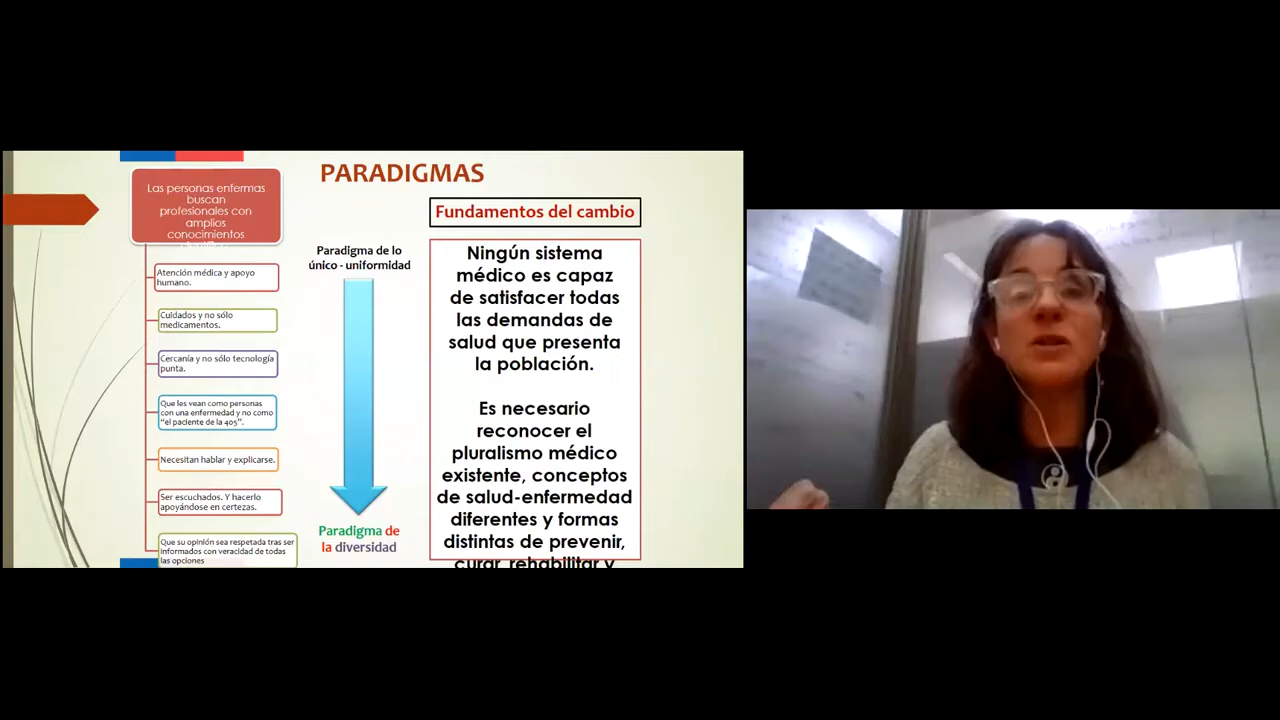 PARADIGMAS
Las personas enfermas
buscan
profesionales con
amplios
conocimientos
Atención médica y apoyo
humano.
Cuidados y no sólo
medicamentos.
Cercanía y no sólo tecnología
punta.
Que les vean como personas
con una enfermedad y no como
“el paciente de la 405”.
Necesitan hablar y explicarse.
Ser escuchados. Y hacerlo
apoyándose en certezas.
Que su opinión sea respetada tras ser
informados con veracidad de todas
las opciones
Paradigma de lo
único - uniformidad
Paradigma de
la diversidad
Fundamentos del cambio
Ningún sistema
médico es capaz
de satisfacer todas
las demandas de
salud que presenta
la población.
Es necesario
reconocer el
pluralismo médico
existente, conceptos
de salud-enfermedad
diferentes y formas
distintas de prevenir,
curar, rehabilitar y